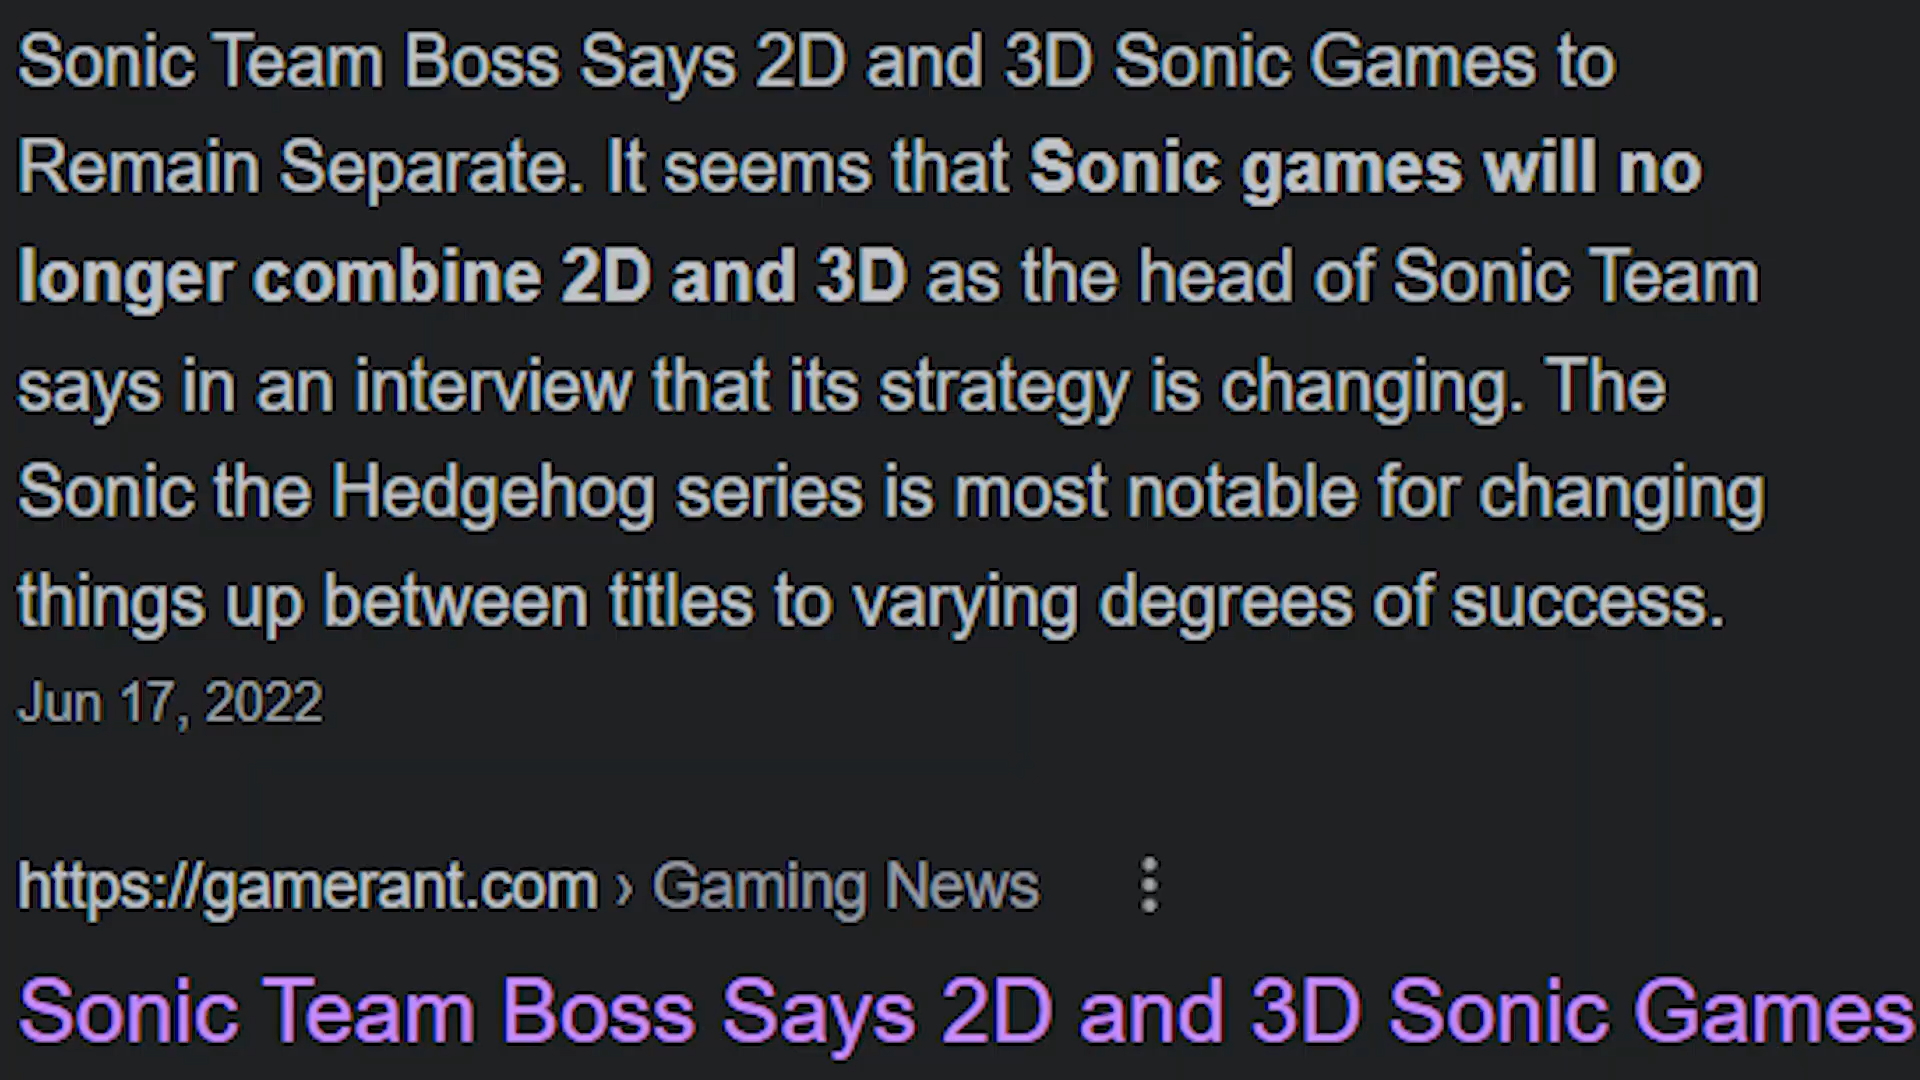 Sonic Team Boss Says 2D and 3D Sonic Games to
Remain Separate. It seems that Sonic games will no
longer combine 2D and 3D as the head of Sonic Team
says in an interview that its strategy is changing. The
Sonic the Hedgehog series is most notable for changing
things up between titles to varying degrees of success.
Jun 17, 2022
https://gamerant.com › Gaming News
Sonic Team Boss Says 2D and 3D Sonic Games